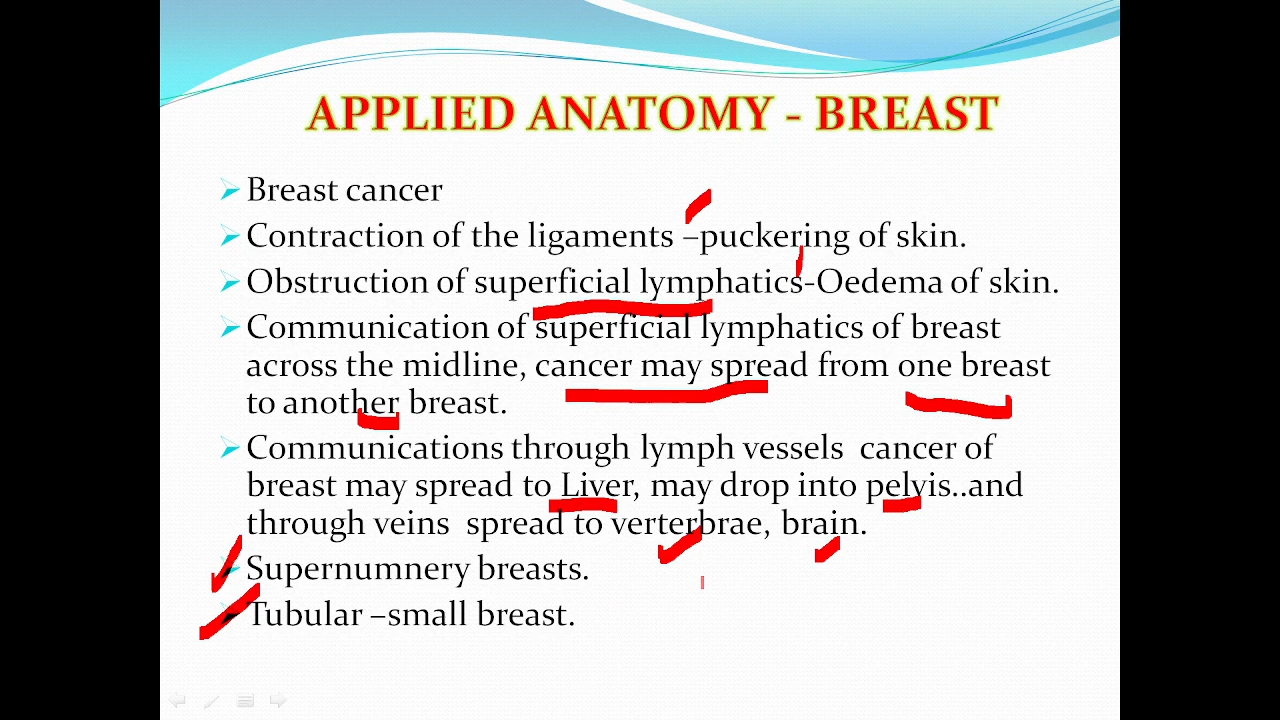 APPLIED ANATOMY - BREAST
Breast cancer
Contraction of the ligaments –puckering of skin.
Obstruction of superficial lymphatics-Oedema of skin.
Communication of superficial lymphatics of breast
across the midline, cancer may spread from one breast
to another breast.
Communications through lymph vessels cancer of
breast may spread to Liver, may drop into pelvis..and
through veins spread to verterbrae, brain.
Supernumnery breasts.
Tubular –small breast.